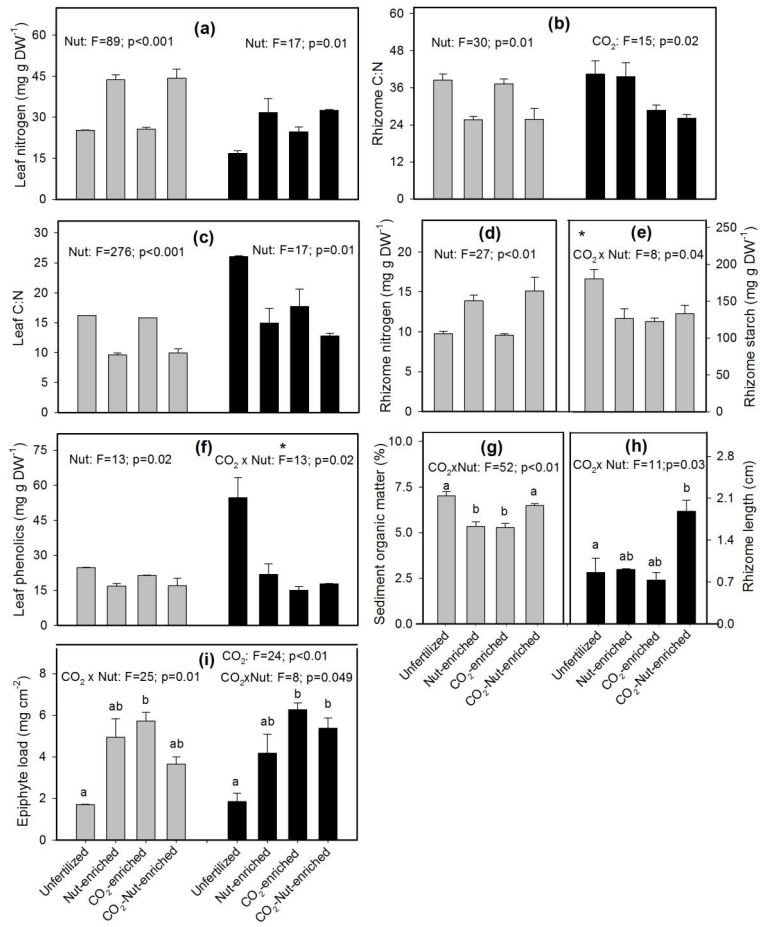 (a)
Nut: F=89; p<0.001
Nut: F=17; p=0.01
Leaf nitrogen (mg g DW-1)
60
45
30
15
0
(b)
Nut: F=30; p=0.01
CO2: F=15; p=0.02
Rhizome C:N
60
48
36
24
12
0
(c)
Nut: F=276; p<0.001
Nut: F=17; p=0.01
Leaf C:N
30
25
20
15
10
5
0
(d)
Nut: F=27; p<0.01
Rhizome nitrogen (mg g DW-1)
20
15
10
5
0
(e)
*
CO2 x Nut: F=8; p=0.04
Rhizome starch (mg g DW-1)
250
200
150
100
50
0
(f)
Nut: F=13; p=0.02
*
CO2 x Nut: F=13; p=0.02
Leaf phenolics (mg g DW-1)
75
60
45
30
15
0
(g)
CO2xNut: F=52; p<0.01
a
b
b
a
Sediment organic matter (%)
10.0
7.5
5.0
2.5
0.0
Unfertilized
Nut-enriched
CO2-enriched
CO2-Nut-enriched
(h)
CO2x Nut: F=11;p=0.03
a
ab
ab
b
Rhizome length (cm)
2.8
2.1
1.4
0.7
0.0
Unfertilized
Nut-enriched
CO2-enriched
CO2-Nut-enriched
(i)
CO2 x Nut: F=25; p=0.01
CO2: F=24; p<0.01
CO2xNut: F=8; p=0.049
a
ab
b
ab
a
ab
b
b
Epiphyte load (mg cm-2)
8
6
4
2
0
Unfertilized
Nut-enriched
CO2-enriched
CO2-Nut-enriched
Unfertilized
Nut-enriched
CO2-enriched
CO2-Nut-enriched